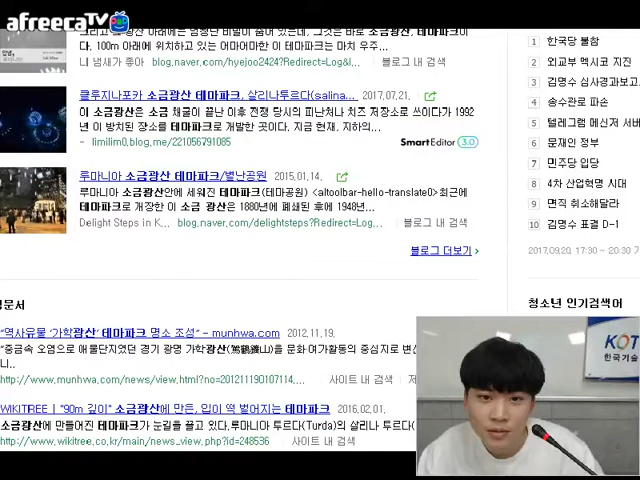 afreecaTV
그리고 그 광산 아래에는 엄청난 비밀이 숨어 있는데, 그것은 바로 소금광산, 테마파크이
다. 100m 아래에 위치하고 있는 어마어마한 이 테마파크는 마치 우주...
니 냄새가 좋아 blog.naver.com/hyejoo2424?Redirect=Log&l... 블로그 내 검색
클루지나포카 소금광산 테마파크, 살리나투르다(salina... 2017,07,21.
이 소금광산은 소금 채굴이 끝난 이후 전쟁 당시의 피난처나 치즈 저장소로 쓰이다가 1992
년 이 방치된 장소를 테마파크로 개발한 곳이다. 지금 현재, 지하의...
- limilim0.blog.me/221056791085 SmartEditor 3.0
루마니아 소금광산 테마파크/별난공원 2015,01,14.
루마니아 소금광산안에 세워진 테마파크(테마공원) <altoolbar-hello-translate0>최근에
테마파크로 개장한 이 소금 광산은 1880년에 폐쇄된 후에 1948년...
Delight Steps in K... blog.naver.com/delightsteps?Redirect=Log... 블로그 내 검색
블로그 더보기
1 한국당 불참
2 외교부 멕시코 지진
3 김명수 심사경과보고.
4 송수관로 파손
5 텔레그램 메신저 서버
6 문재인 정부
7 민주당 입당
8 4차 산업혁명 시대
9 면직 취소해달라
10 김명수 표결 D-1
2017,09,20, 17:30 ~ 20:30 기
청소년 인기검색어
문서
"역사유물 '가학광산' 테마파크 명소 조성" - munhwa.com 2012,11,19.
"중금속 오염으로 애물단지였던 경기 광명 가학광산(駕鶴鑛山)을 문화·여가활동의 중심지로 변
니..
http://www.munhwa.com/news/view.html?no=201211190107114,... 사이트 내 검색
WIKITREE | "90m 깊이" 소금광산에 만든, 입이 떡 벌어지는 테마파크 2016,02,01.
소금광산에 만들어진 테마파크가 눈길을 끌고 있다.루마니아 투르다(Turda)의 살리나 투르다(S
http://www.wikitree.co.kr/main/news_view.php?id=248536 사이트 내 검색
KOT
한국기술